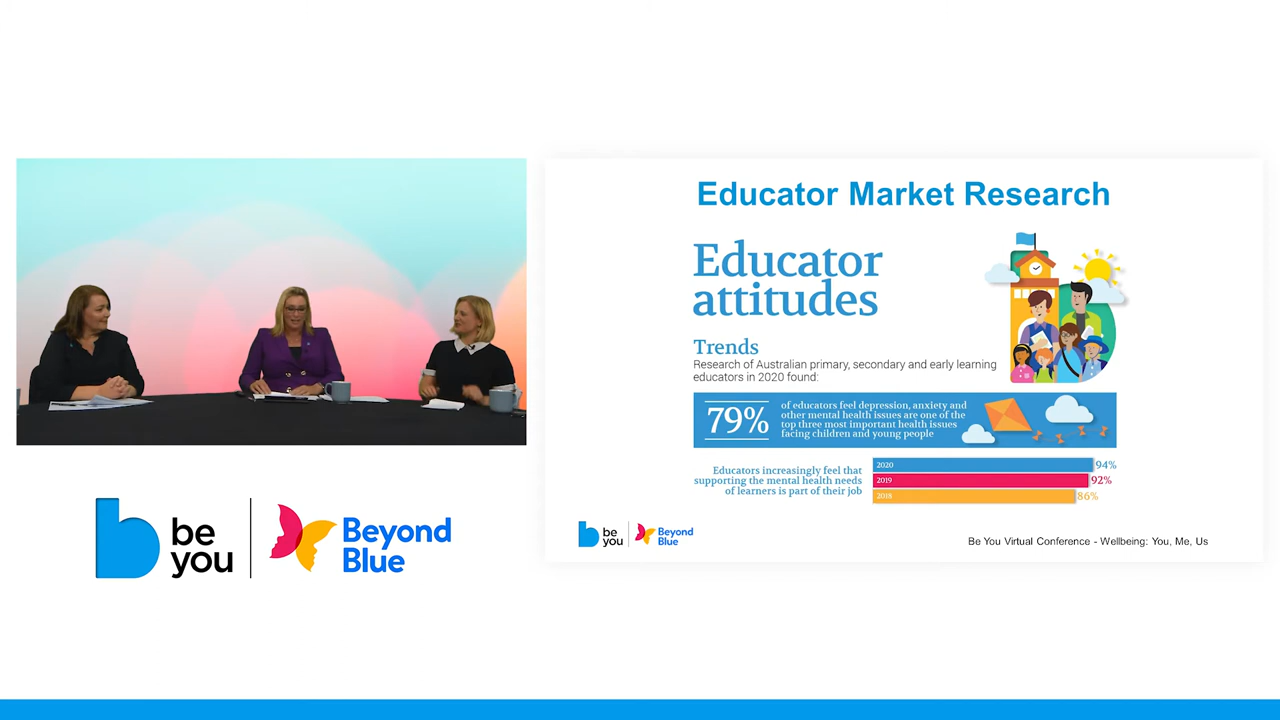 be
you
Beyond
Blue
Educator Market Research
Educator
attitudes
Trends
Research of Australian primary, secondary and early learning
educators in 2020 found:
79%
of educators feel depression, anxiety and
other mental health issues are one of the
top three most important health issues
facing children and young people
Educators increasingly feel that
supporting the mental health needs
of learners is part of their job
2020 94%
2019 92%
2018 86%
be
you
Beyond
Blue
Be You Virtual Conference - Wellbeing: You, Me, Us